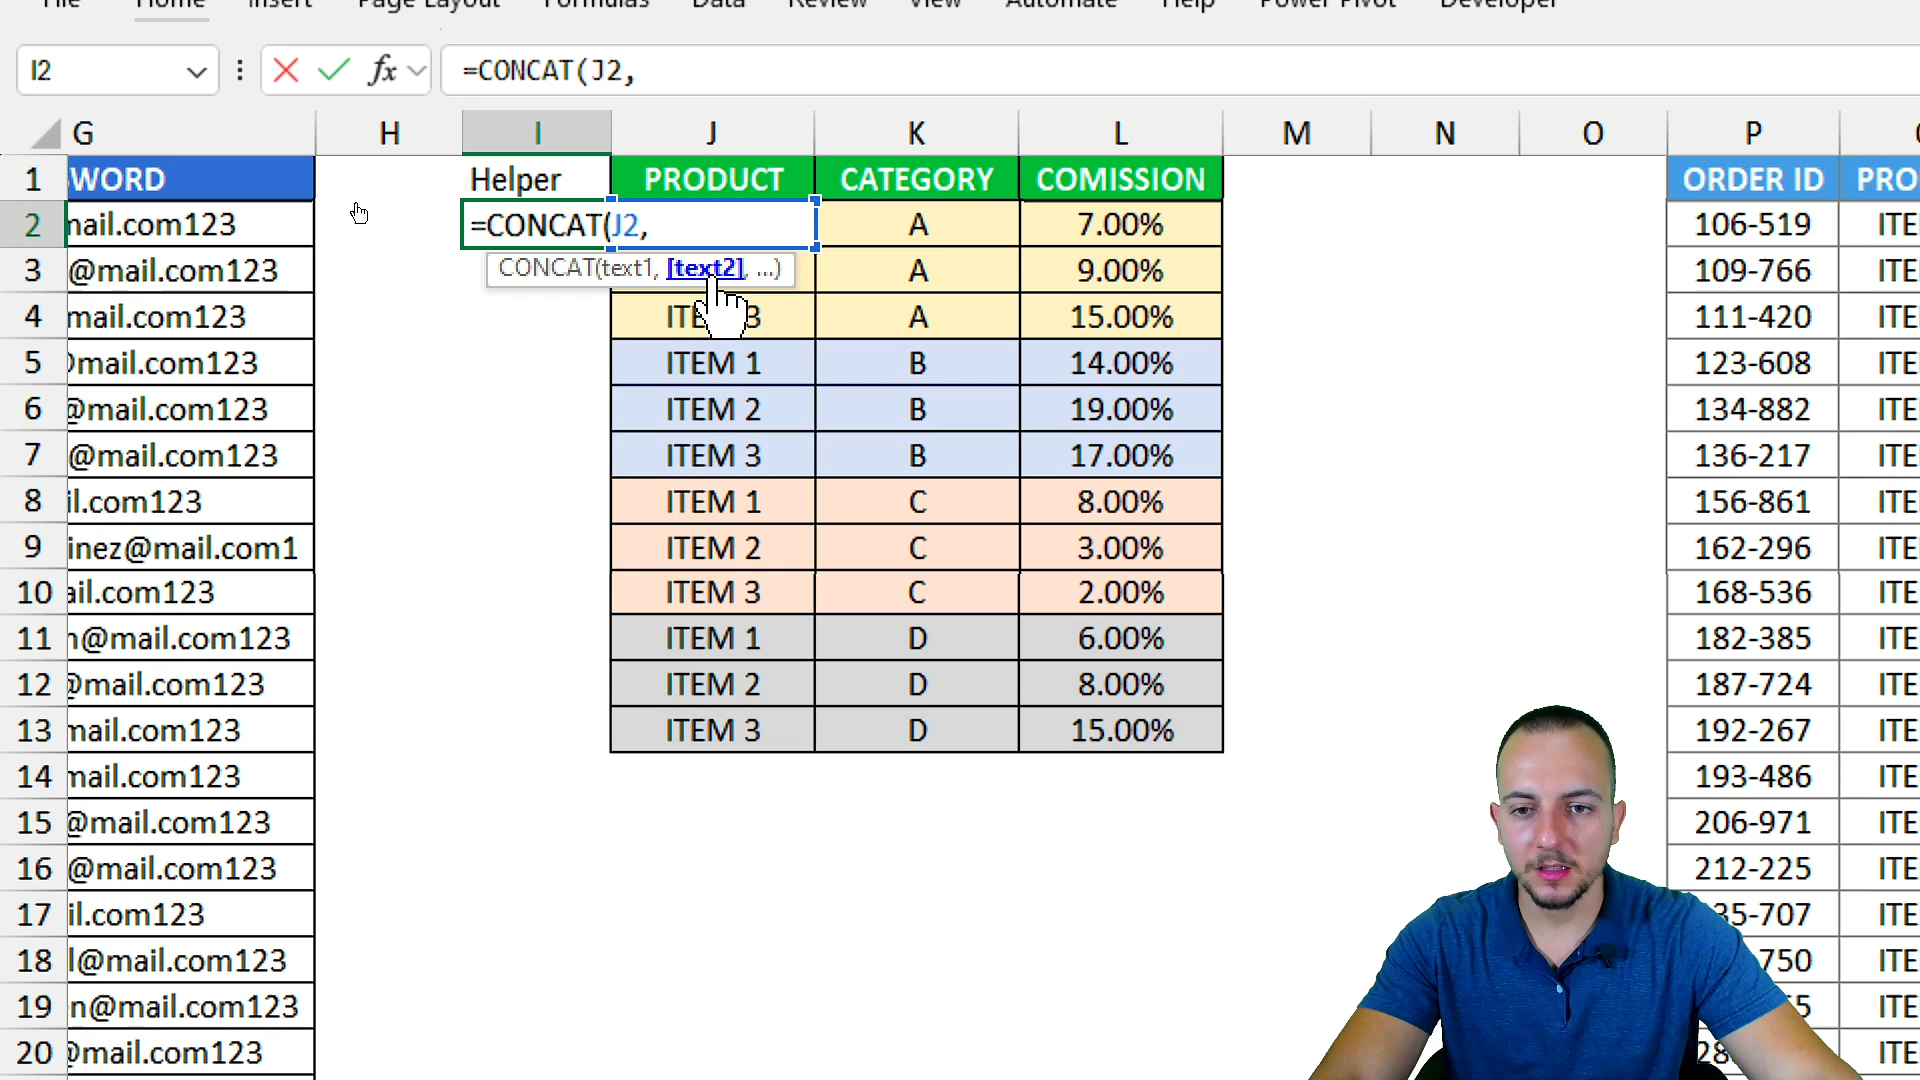 File Home Insert Page Layout Formulas Data Review View Automate Help Power Pivot Developer
I2 fx =CONCAT(J2,
G H I J K L M N O P
1 WORD Helper PRODUCT CATEGORY COMISSION ORDER ID PRO
2 mail.com123 =CONCAT(J2, A 7.00% 106-519 ITE
CONCAT(text1, [text2], ...)
3 @mail.com123 A 9.00% 109-766 ITE
4 mail.com123 3 A 15.00% 111-420 ITE
5 @mail.com123 ITEM 1 B 14.00% 123-608 ITE
6 @mail.com123 ITEM 2 B 19.00% 134-882 ITE
7 @mail.com123 ITEM 3 B 17.00% 136-217 ITE
8 il.com123 ITEM 1 C 8.00% 156-861 ITE
9 inez@mail.com1 ITEM 2 C 3.00% 162-296 ITE
10 ail.com123 ITEM 3 C 2.00% 168-536 ITE
11 n@mail.com123 ITEM 1 D 6.00% 182-385 ITE
12 @mail.com123 ITEM 2 D 8.00% 187-724 ITE
13 mail.com123 ITEM 3 D 15.00% 192-267 ITE
14 mail.com123 193-486 ITE
15 @mail.com123 206-971 ITE
16 @mail.com123 212-225 ITE
17 il.com123 35-707 ITE
18 l@mail.com123 750 ITE
19 n@mail.com123 5 ITE
20 @mail.com123 28 ITE